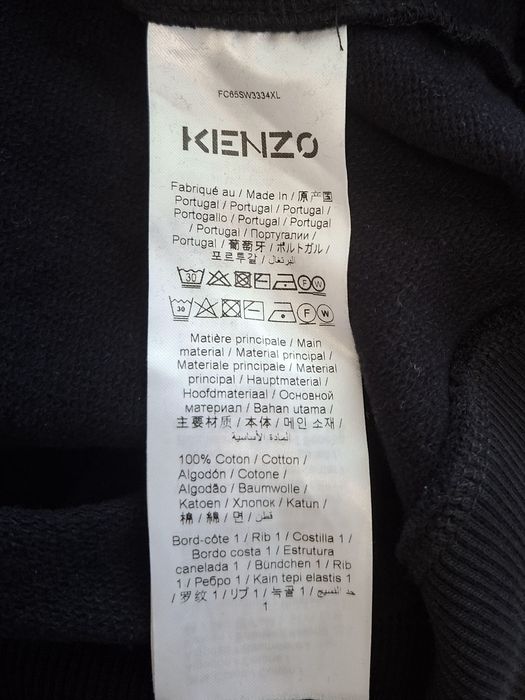 FC65SW3334XL
KENZO
Fabriqué au / Made In / 原产国
Portugal / Portugal / Portugal /
Portogallo / Portugal / Portugal
/ Portugal / Португалии /
Portugal / 葡萄牙 / ポルトガル /
포르투갈 / البرتغال
30 F W
30 F W
Matière principale / Main
material / Material principal /
Materiale principale / Material
principal / Hauptmaterial /
Hoofdmateriaal / Основной
материал / Bahan utama /
主要材质 / 本体 / 메인 소재 /
المادة الأساسية
100% Coton / Cotton /
Algodón / Cotone /
Algodão / Baumwolle /
Katoen / Хлопок / Katun /
棉 / 綿 / 면 / قطن
Bord-côte 1 / Rib 1 / Costilla 1 /
Bordo costa 1 / Estrutura
canelada 1 / Bündchen 1 / Rib
1 / Ребро 1 / Kain tepi elastis 1
/ 罗纹 1 / リブ 1 / 늑골 1 / حد النسيج
1